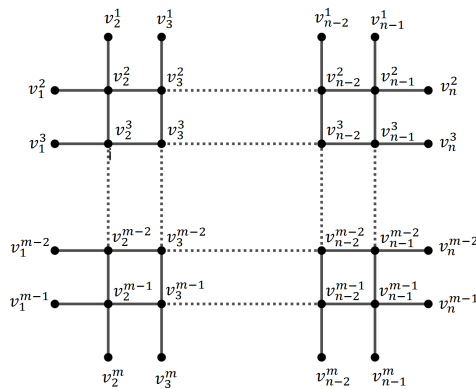 v_2^1 v_3^1 v_{n-2}^1 v_{n-1}^1
v_1^2 v_2^2 v_3^2 v_{n-2}^2 v_{n-1}^2 v_n^2
v_1^3 v_2^3 v_3^3 v_{n-2}^3 v_{n-1}^3 v_n^3
v_1^{m-2} v_2^{m-2} v_3^{m-2} v_{n-2}^{m-2} v_{n-1}^{m-2} v_n^{m-2}
v_1^{m-1} v_2^{m-1} v_3^{m-1} v_{n-2}^{m-1} v_{n-1}^{m-1} v_n^{m-1}
v_2^m v_3^m v_{n-2}^m v_{n-1}^m